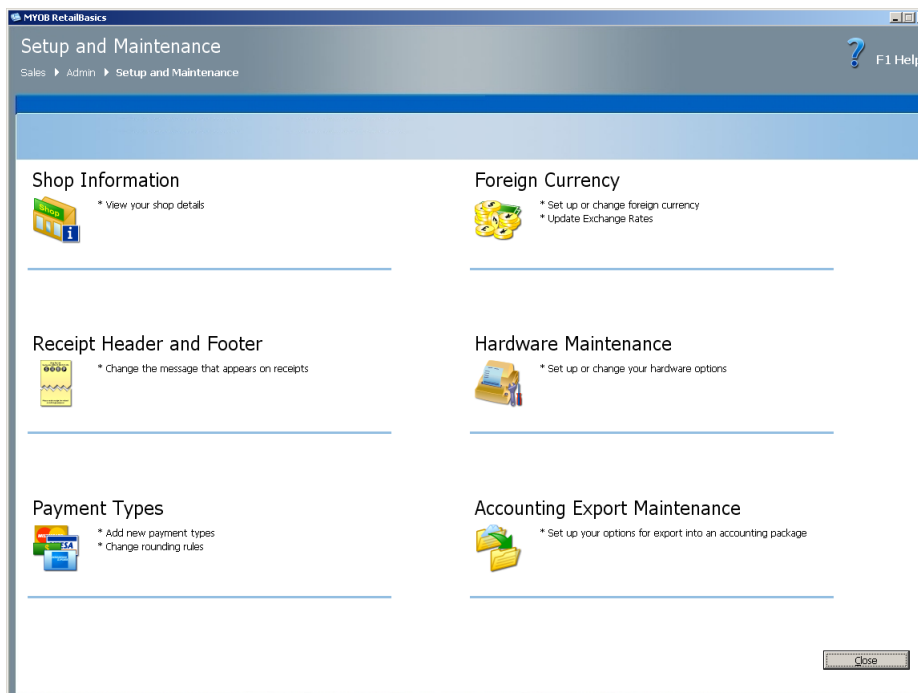 MYOB RetailBasics
Setup and Maintenance
F1 Help
Sales Admin Setup and Maintenance
Shop Information
* View your shop details
Foreign Currency
* Set up or change foreign currency
* Update Exchange Rates
Receipt Header and Footer
* Change the message that appears on receipts
Hardware Maintenance
* Set up or change your hardware options
Payment Types
* Add new payment types
* Change rounding rules
Accounting Export Maintenance
* Set up your options for export into an accounting package
Close